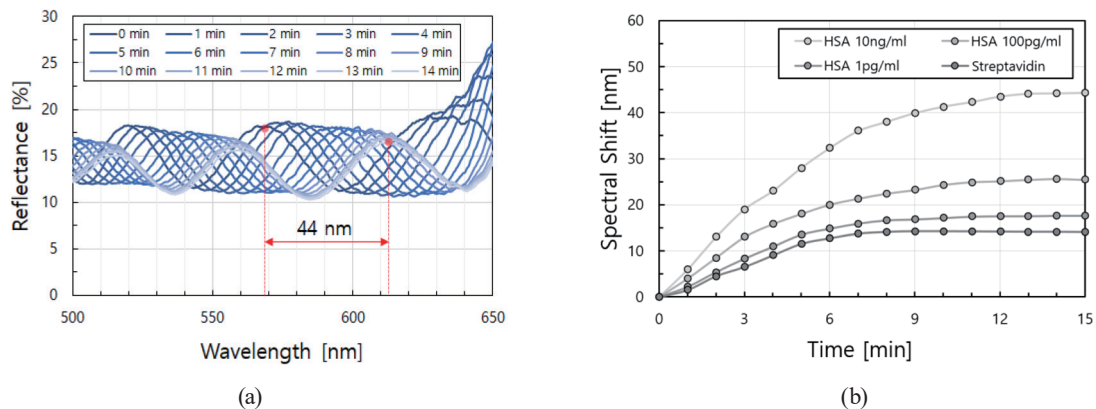 30
25
20
15
10
5
0
Reflectance [%]
0 min 1 min 2 min 3 min 4 min
5 min 6 min 7 min 8 min 9 min
10 min 11 min 12 min 13 min 14 min
44 nm
500 550 600 650
Wavelength [nm]
(a)
60
50
40
30
20
10
0
Spectral Shift [nm]
HSA 10ng/ml HSA 100pg/ml
HSA 1pg/ml Streptavidin
0 3 6 9 12 15
Time [min]
(b)